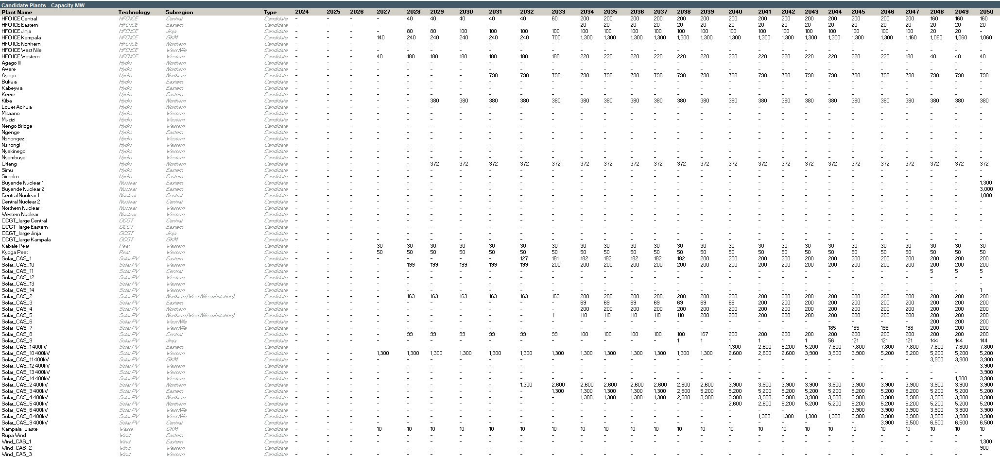 Candidate Plants - Capacity MW
Plant Name Technology Subregion Type 2024 2025 2026 2027 2028 2029 2030 2031 2032 2033 2034 2035 2036 2037 2038 2039 2040 2041 2042 2043 2044 2045 2046 2047 2048 2049 2050
HFO ICE Central HFO ICE Central Candidate - - - - 40 40 40 40 40 60 200 200 200 200 200 200 200 200 200 200 200 200 200 200 160 160 160
HFO ICE Eastern HFO ICE Eastern Candidate - - - - - - - - - - 20 20 20 20 20 20 20 20 20 20 20 20 20 20 20 20 20
HFO ICE Jinja HFO ICE Jinja Candidate - - - - 80 80 100 100 100 100 100 100 100 100 100 100 100 100 100 100 100 100 100 100 20 20 -
HFO ICE Kampala HFO ICE GKM Candidate - - - 140 240 240 240 240 240 700 1,300 1,300 1,300 1,300 1,300 1,300 1,300 1,300 1,300 1,300 1,300 1,300 1,300 1,160 1,060 1,060 1,060
HFO ICE Northern HFO ICE Northern Candidate - - - - - - - - - - - - - - - - - - - - - - - - - - -
HFO ICE West Nile HFO ICE West Nile Candidate - - - - - - - - - - - - - - - - - - - - - - - - - - -
HFO ICE Western HFO ICE Western Candidate - - - 40 180 180 180 180 180 180 220 220 220 220 220 220 220 220 220 220 220 220 220 180 40 40 40
Agago III Hydro Northern Candidate - - - - - - - - - - - - - - - - - - - - - - - - - - -
Awere Hydro Northern Candidate - - - - - - - - - - - - - - - - - - - - - - - - - - -
Ayago Hydro Northern Candidate - - - - - - - 798 798 798 798 798 798 798 798 798 798 798 798 798 798 798 798 798 798 798 798
Bukwa Hydro Eastern Candidate - - - - - - - - - - - - - - - - - - - - - - - - - - -
Kabeywa Hydro Eastern Candidate - - - - - - - - - - - - - - - - - - - - - - - - - - -
Keere Hydro Eastern Candidate - - - - - - - - - - - - - - - - - - - - - - - - - - -
Kiba Hydro Northern Candidate - - - - - 380 380 380 380 380 380 380 380 380 380 380 380 380 380 380 380 380 380 380 380 380 380
Lower Achwa Hydro Northern Candidate - - - - - - - - - - - - - - - - - - - - - - - - - - -
Mitaano Hydro Western Candidate - - - - - - - - - - - - - - - - - - - - - - - - - - -
Muzizi Hydro Western Candidate - - - - - - - - - - - - - - - - - - - - - - - - - - -
Nengo Bridge Hydro Western Candidate - - - - - - - - - - - - - - - - - - - - - - - - - - -
Ngenge Hydro Eastern Candidate - - - - - - - - - - - - - - - - - - - - - - - - - - -
Nshongezi Hydro Western Candidate - - - - - - - - - - - - - - - - - - - - - - - - - - -
Nshongi Hydro Western Candidate - - - - - - - - - - - - - - - - - - - - - - - - - - -
Nyakinego Hydro Western Candidate - - - - - - - - - - - - - - - - - - - - - - - - - - -
Nyambuye Hydro Western Candidate - - - - - - - - - - - - - - - - - - - - - - - - - - -
Oriang Hydro Northern Candidate - - - - - 372 372 372 372 372 372 372 372 372 372 372 372 372 372 372 372 372 372 372 372 372 372
Simu Hydro Eastern Candidate - - - - - - - - - - - - - - - - - - - - - - - - - - -
Sironko Hydro Eastern Candidate - - - - - - - - - - - - - - - - - - - - - - - - - - -
Buyende Nuclear 1 Nuclear Eastern Candidate - - - - - - - - - - - - - - - - - - - - - - - - - - 1,300
Buyende Nuclear 2 Nuclear Eastern Candidate - - - - - - - - - - - - - - - - - - - - - - - - - - 3,000
Central Nuclear 1 Nuclear Central Candidate - - - - - - - - - - - - - - - - - - - - - - - - - - 1,000
Central Nuclear 2 Nuclear Central Candidate - - - - - - - - - - - - - - - - - - - - - - - - - - -
Northern Nuclear Nuclear Northern Candidate - - - - - - - - - - - - - - - - - - - - - - - - - - -
Western Nuclear Nuclear Western Candidate - - - - - - - - - - - - - - - - - - - - - - - - - - -
OCGT_large Central OCGT Central Candidate - - - - - - - - - - - - - - - - - - - - - - - - - - -
OCGT_large Eastern OCGT Eastern Candidate - - - - - - - - - - - - - - - - - - - - - - - - - - -
OCGT_large Jinja OCGT Jinja Candidate - - - - - - - - - - - - - - - - - - - - - - - - - - -
OCGT_large Kampala OCGT GKM Candidate - - - - - - - - - - - - - - - - - - - - - - - - - - -
Kabale Peat Peat Western Candidate - - - 30 30 30 30 30 30 30 30 30 30 30 30 30 30 30 30 30 30 30 30 30 30 30 30
Kyoga Peat Peat Western Candidate - - - 50 50 50 50 50 50 50 50 50 50 50 50 50 50 50 50 50 50 50 50 50 50 50 50
Solar_CAS_1 Solar PV Eastern Candidate - - - - - - - - 127 181 182 182 182 182 182 200 200 200 200 200 200 200 200 200 200 200 200
Solar_CAS_10 Solar PV Western Candidate - - - - 199 199 199 199 199 200 200 200 200 200 200 200 200 200 200 200 200 200 200 200 200 200 200
Solar_CAS_11 Solar PV Central Candidate - - - - - - - - - - - - - - - - - - - - - - - - 5 5 5
Solar_CAS_12 Solar PV Western Candidate - - - - - - - - - - - - - - - - - - - - - - - - - - -
Solar_CAS_13 Solar PV Western Candidate - - - - - - - - - - - - - - - - - - - - - - - - - - -
Solar_CAS_14 Solar PV Western Candidate - - - - - - - - - - - - - - - - - - - - - - - - - - 1
Solar_CAS_2 Solar PV Northern (West Nile substation) Candidate - - - - 163 163 163 163 163 163 200 200 200 200 200 200 200 200 200 200 200 200 200 200 200 200 200
Solar_CAS_3 Solar PV Eastern Candidate - - - - - - - - - - 69 69 69 69 69 69 69 200 200 200 200 200 200 200 200 200 200
Solar_CAS_4 Solar PV Northern Candidate - - - - - - - - - - 200 200 200 200 200 200 200 200 200 200 200 200 200 200 200 200 200
Solar_CAS_5 Solar PV Northern (West Nile substation) Candidate - - - - - - - - - 1 110 110 110 110 110 200 200 200 200 200 200 200 200 200 200 200 200
Solar_CAS_6 Solar PV West Nile Candidate - - - - - - - - - - - - - - - - - - - - - - - - 200 200 200
Solar_CAS_7 Solar PV West Nile Candidate - - - - - - - - - - - - - - - - - - - - 185 185 198 198 200 200 200
Solar_CAS_8 Solar PV Central Candidate - - - - 99 99 99 99 99 99 100 100 100 100 100 167 200 200 200 200 200 200 200 200 200 200 200
Solar_CAS_9 Solar PV Jinja Candidate - - - - - - - - - - - - - - 1 1 1 1 1 1 56 121 121 121 144 144 144
Solar_CAS_1 400kV Solar PV Eastern Candidate - - - - - - - - - - - - - - - - 1,300 2,600 5,200 5,200 7,800 7,800 7,800 7,800 7,800 7,800 7,800
Solar_CAS_10 400kV Solar PV Western Candidate - - - 1,300 1,300 1,300 1,300 1,300 1,300 1,300 1,300 1,300 1,300 1,300 1,300 1,300 2,600 2,600 2,600 3,900 3,900 3,900 5,200 5,200 5,200 5,200 5,200
Solar_CAS_11 400kV Solar PV GKM Candidate - - - - - - - - - - - - - - - - - - - - - - - - 3,900 3,900 3,900
Solar_CAS_12 400kV Solar PV Western Candidate - - - - - - - - - - - - - - - - - - - - - - - - - - 3,900
Solar_CAS_13 400kV Solar PV Western Candidate - - - - - - - - - - - - - - - - - - - - - - - - - - 3,900
Solar_CAS_14 400kV Solar PV Western Candidate - - - - - - - - - - - - - - - - - - - - - - - - - 1,300 3,900
Solar_CAS_2 400kV Solar PV Northern Candidate - - - - - - - - 1,300 2,600 2,600 2,600 2,600 2,600 2,600 2,600 3,900 3,900 3,900 3,900 3,900 3,900 3,900 3,900 3,900 3,900 3,900
Solar_CAS_3 400kV Solar PV Eastern Candidate - - - - - - - - - 1,300 1,300 1,300 1,300 1,300 2,600 5,200 5,200 5,200 5,200 5,200 5,200 5,200 5,200 5,200 5,200 5,200 5,200
Solar_CAS_4 400kV Solar PV Northern Candidate - - - - - - - - - - 1,300 1,300 1,300 1,300 2,600 3,900 3,900 3,900 3,900 3,900 3,900 3,900 3,900 3,900 3,900 3,900 3,900
Solar_CAS_5 400kV Solar PV Northern Candidate - - - - - - - - - - - - - - - - 2,600 2,600 5,200 5,200 5,200 5,200 5,200 5,200 5,200 5,200 5,200
Solar_CAS_6 400kV Solar PV West Nile Candidate - - - - - - - - - - - - - - - - - - - - - 3,900 3,900 3,900 3,900 3,900 3,900
Solar_CAS_8 400kV Solar PV West Nile Candidate - - - - - - - - - - - - - - - - - 1,300 1,300 1,300 1,300 3,900 3,900 3,900 3,900 3,900 3,900
Solar_CAS_9 400kV Solar PV Central Candidate - - - - - - - - - - - - - - - - - - - - - - 3,900 6,500 6,500 6,500 6,500
Kampala_waste Waste GKM Candidate - - - 10 10 10 10 10 10 10 10 10 10 10 10 10 10 10 10 10 10 10 10 10 10 10 10
Rupa Wind Wind Eastern Candidate - - - - - - - - - - - - - - - - - - - - - - - - - - -
Wind_CAS_1 Wind Eastern Candidate - - - - - - - - - - - - - - - - - - - - - - - - - - 1,300
Wind_CAS_2 Wind Western Candidate - - - - - - - - - - - - - - - - - - - - - - - - - - 900
Wind_CAS_3 Wind Western Candidate - - - - - - - - - - - - - - - - - - - - - - - - - - -